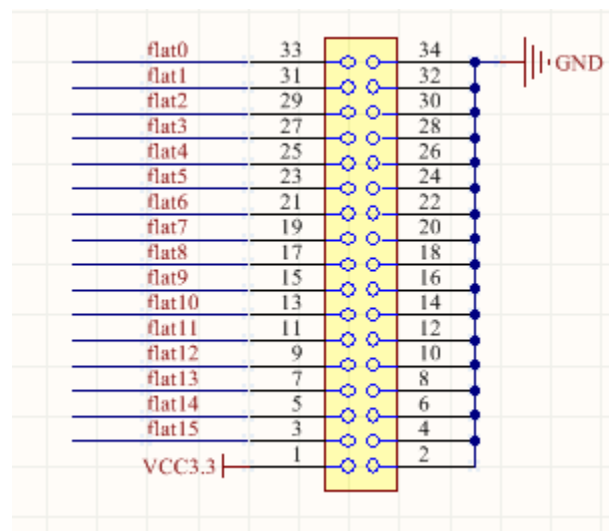 flat0 33 34 GND
flat1 31 32
flat2 29 30
flat3 27 28
flat4 25 26
flat5 23 24
flat6 21 22
flat7 19 20
flat8 17 18
flat9 15 16
flat10 13 14
flat11 11 12
flat12 9 10
flat13 7 8
flat14 5 6
flat15 3 4
VCC3.3 1 2